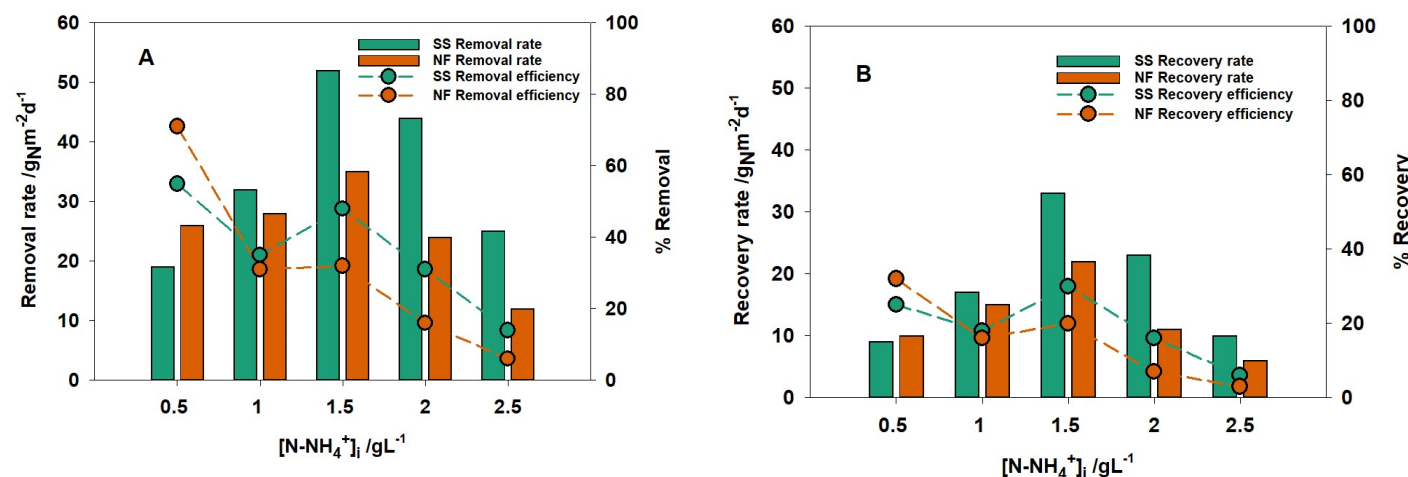 A
SS Removal rate
NF Removal rate
SS Removal efficiency
NF Removal efficiency
Removal rate /gNm-2d-1
60
50
40
30
20
10
0
100
80
60
40
20
0
% Removal
0.5 1 1.5 2 2.5
[N-NH4+]i /gL-1
B
SS Recovery rate
NF Recovery rate
SS Recovery efficiency
NF Recovery efficiency
Recovery rate /gNm-2d-1
60
50
40
30
20
10
0
100
80
60
40
20
0
% Recovery
0.5 1 1.5 2 2.5
[N-NH4+]i /gL-1